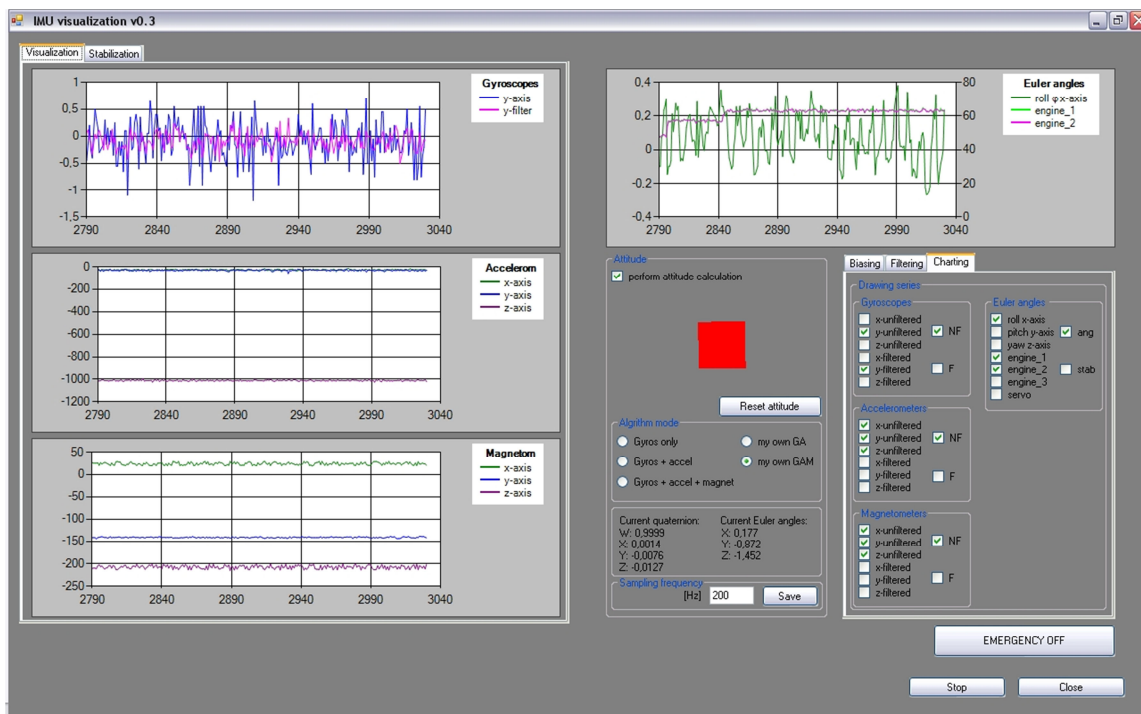 IMU visualization v0.3
Visualization Stabilization
Gyroscopes
y-axis
y-filter
1
0.5
0
-0.5
-1
-1.5
2790 2840 2890 2940 2990 3040
Accelerom
x-axis
y-axis
z-axis
0
-200
-400
-600
-800
-1000
-1200
2790 2840 2890 2940 2990 3040
Magnetom
x-axis
y-axis
z-axis
50
0
-50
-100
-150
-200
-250
2790 2840 2890 2940 2990 3040
Euler angles
roll φx-axis
engine_1
engine_2
0,4
0,2
0
-0,2
-0,4
80
60
40
20
0
2790 2840 2890 2940 2990 3040
Attitude
perform attitude calculation
Reset attitude
Algrithm mode
Gyros only my own GA
Gyros + accel my own GAM
Gyros + accel + magnet
Current quaternion: Current Euler angles:
W: 0,9999 X: 0,177
X: 0,0014 Y: -0,872
Y: -0,0076 Z: -1,452
Z: -0,0127
Sampling frequency
[Hz] 200 Save
Biasing Filtering Charting
Drawing series
Gyroscopes
x-unfiltered
y-unfiltered NF
z-unfiltered
x-filtered
y-filtered F
z-filtered
Euler angles
roll x-axis
pitch y-axis ang
yaw z-axis
engine_1
engine_2 stab
engine_3
servo
Accelerometers
x-unfiltered
y-unfiltered NF
z-unfiltered
x-filtered
y-filtered F
z-filtered
Magnetometers
x-unfiltered
y-unfiltered NF
z-unfiltered
x-filtered
y-filtered F
z-filtered
EMERGENCY OFF
Stop Close